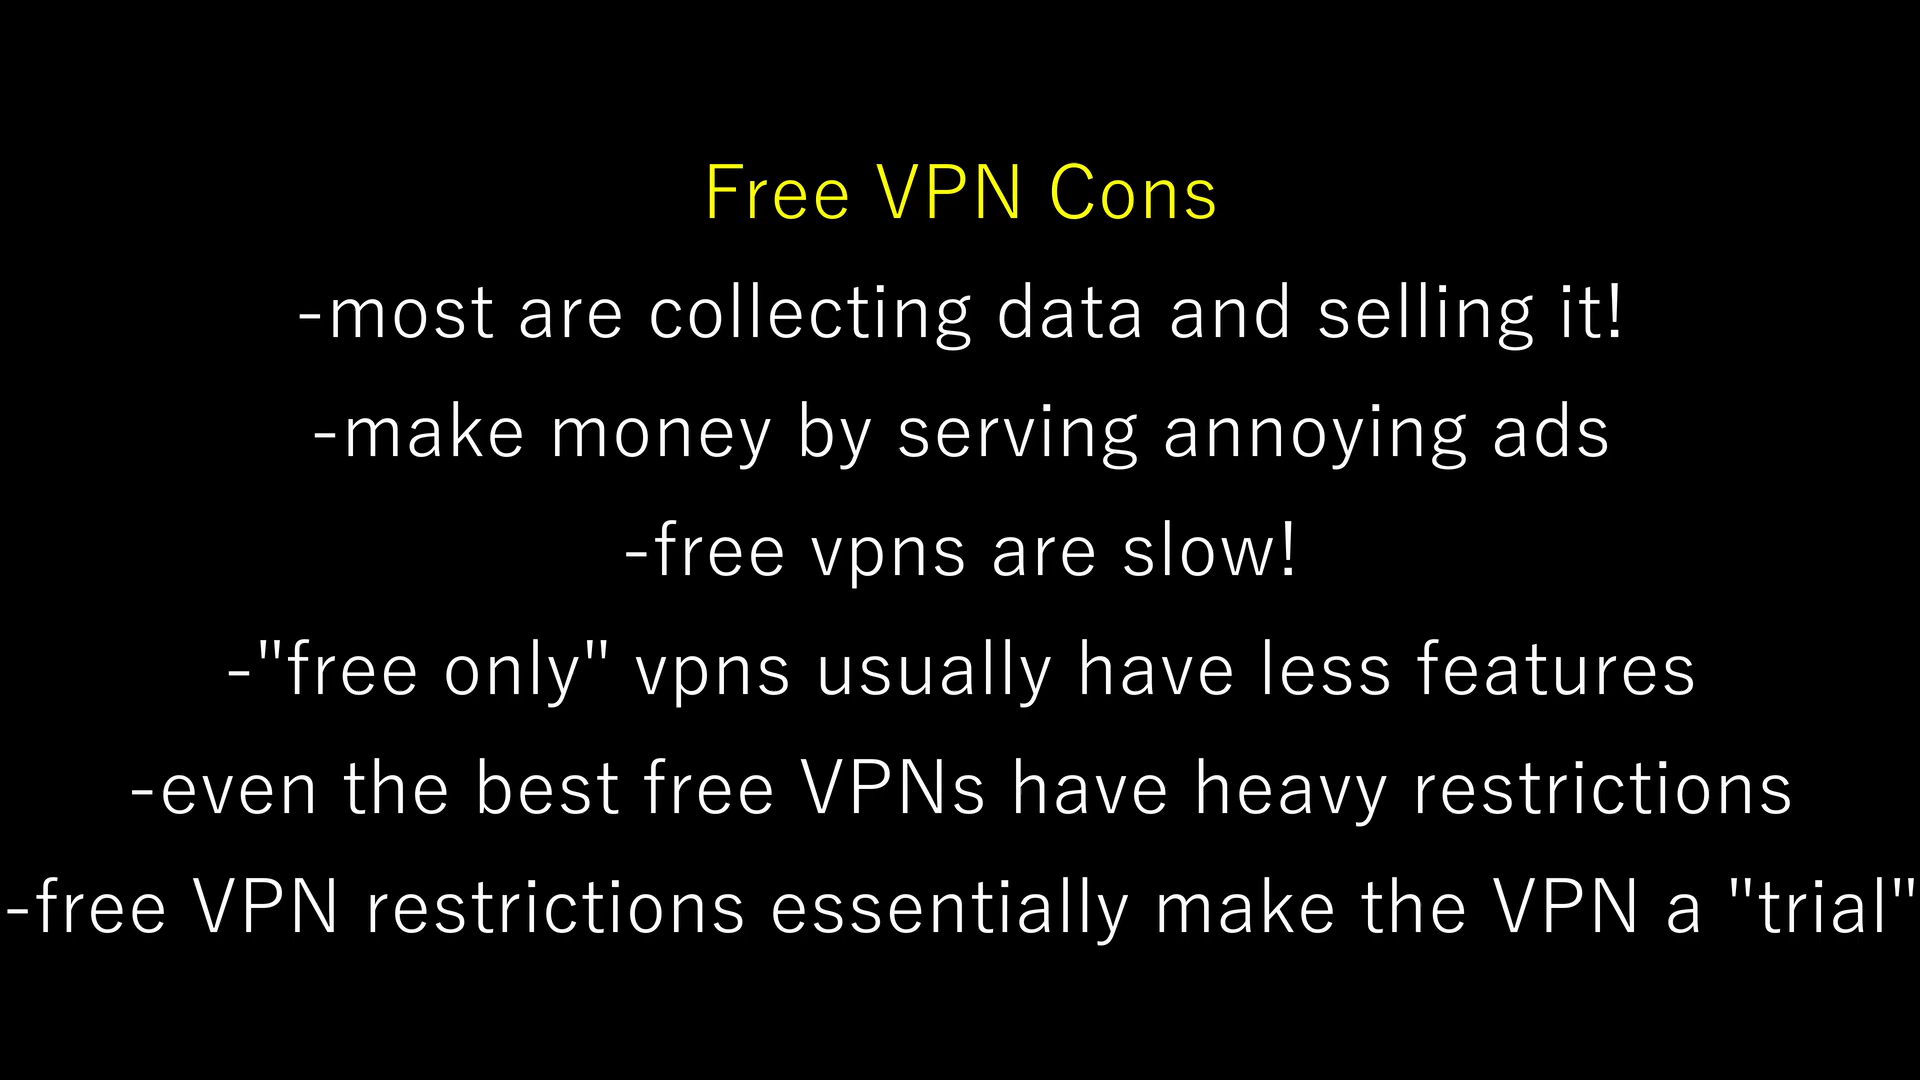 Free VPN Cons
-most are collecting data and selling it!
-make money by serving annoying ads
-free vpns are slow!
-"free only" vpns usually have less features
-even the best free VPNs have heavy restrictions
-free VPN restrictions essentially make the VPN a "trial"